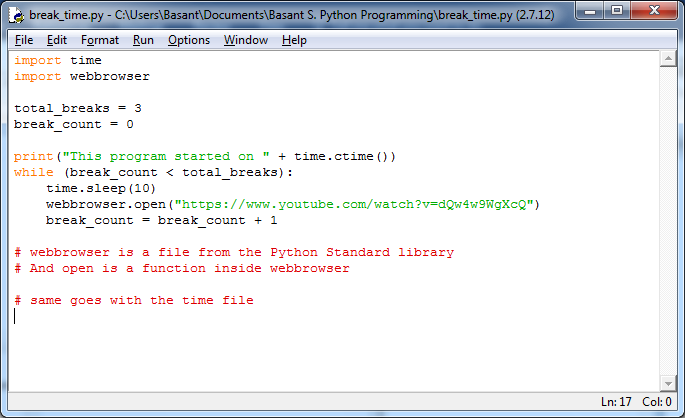 break_time.py - C:\Users\Basant\Documents\Basant S. Python Programming\break_time.py (2.7.12)
File Edit Format Run Options Window Help
import time
import webbrowser
total_breaks = 3
break_count = 0
print("This program started on " + time.ctime())
while (break_count < total_breaks):
    time.sleep(10)
    webbrowser.open("https://www.youtube.com/watch?v=dQw4w9WgXcQ")
    break_count = break_count + 1
# webbrowser is a file from the Python Standard library
# And open is a function inside webbrowser
# same goes with the time file
Ln: 17 Col: 0